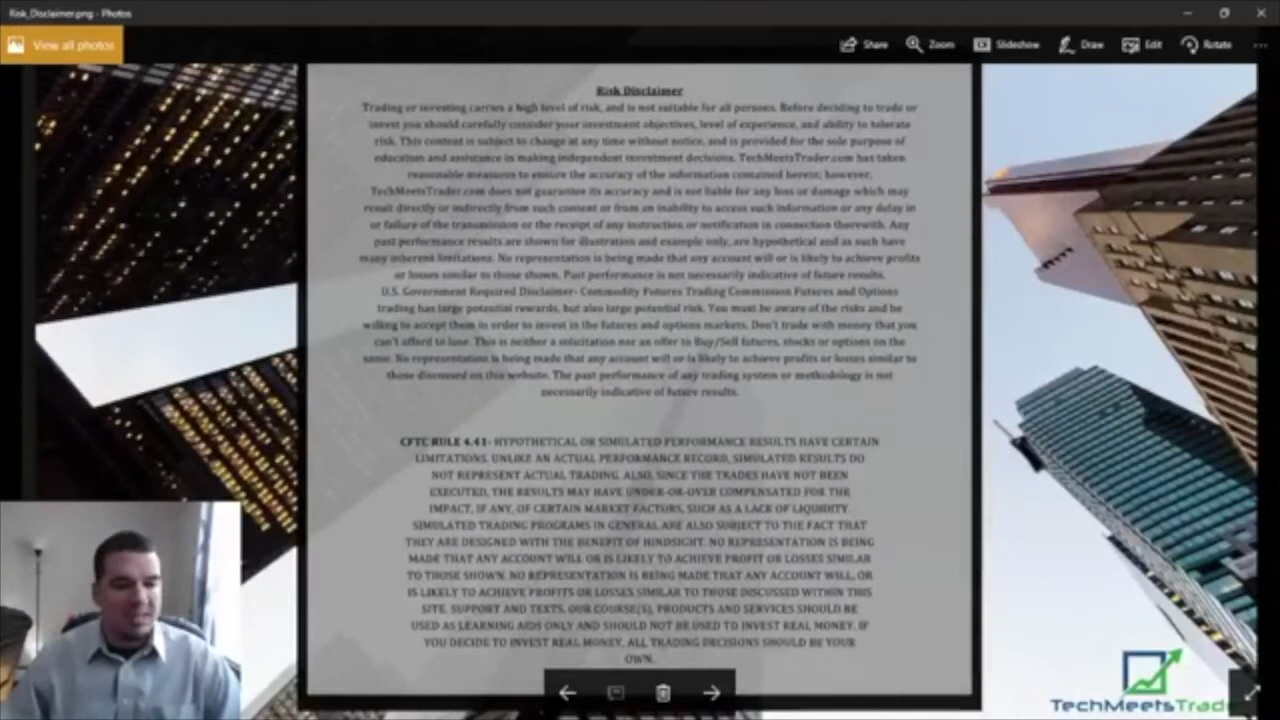 Risk_Disclaimer.png - Photos
View all photos
Share
Zoom
Slideshow
Draw
Edit
Rotate
Risk Disclaimer
Trading or investing carries a high level of risk, and is not suitable for all persons. Before deciding to trade or
invest you should carefully consider your investment objectives, level of experience, and ability to tolerate
risk. This content is subject to change at any time without notice, and is provided for the sole purpose of
education and assistance in making independent investment decisions. TechMeetsTrader.com has taken
reasonable measures to ensure the accuracy of the information contained herein; however,
TechMeetsTrader.com does not guarantee its accuracy and is not liable for any loss or damage which may
result directly or indirectly from such content or from an inability to access such information or any delay in
or failure of the transmission or the receipt of any instruction or notification in connection therewith. Any
past performance results are shown for illustration and example only, are hypothetical and as such have
many inherent limitations. No representation is being made that any account will or is likely to achieve profits
or losses similar to those shown. Past performance is not necessarily indicative of future results.
U.S. Government Required Disclaimer- Commodity Futures Trading Commission Futures and Options
trading has large potential rewards, but also large potential risk. You must be aware of the risks and be
willing to accept them in order to invest in the futures and options markets. Don't trade with money that you
can't afford to lose. This is neither a solicitation nor an offer to Buy/Sell futures, stocks or options on the
same. No representation is being made that any account will or is likely to achieve profits or losses similar to
those discussed on this website. The past performance of any trading system or methodology is not
necessarily indicative of future results.
CFTC RULE 4.41- HYPOTHETICAL OR SIMULATED PERFORMANCE RESULTS HAVE CERTAIN
LIMITATIONS. UNLIKE AN ACTUAL PERFORMANCE RECORD, SIMULATED RESULTS DO
NOT REPRESENT ACTUAL TRADING. ALSO, SINCE THE TRADES HAVE NOT BEEN
EXECUTED, THE RESULTS MAY HAVE UNDER-OR-OVER COMPENSATED FOR THE
IMPACT, IF ANY, OF CERTAIN MARKET FACTORS, SUCH AS A LACK OF LIQUIDITY.
SIMULATED TRADING PROGRAMS IN GENERAL ARE ALSO SUBJECT TO THE FACT THAT
THEY ARE DESIGNED WITH THE BENEFIT OF HINDSIGHT. NO REPRESENTATION IS BEING
MADE THAT ANY ACCOUNT WILL OR IS LIKELY TO ACHIEVE PROFIT OR LOSSES SIMILAR
TO THOSE SHOWN. NO REPRESENTATION IS BEING MADE THAT ANY ACCOUNT WILL, OR
IS LIKELY TO ACHIEVE PROFITS OR LOSSES SIMILAR TO THOSE DISCUSSED WITHIN THIS
SITE. SUPPORT AND TEXTS. OUR COURSE(S), PRODUCTS AND SERVICES SHOULD BE
USED AS LEARNING AIDS ONLY AND SHOULD NOT BE USED TO INVEST REAL MONEY. IF
YOU DECIDE TO INVEST REAL MONEY, ALL TRADING DECISIONS SHOULD BE YOUR
OWN.
TechMeetsTrade